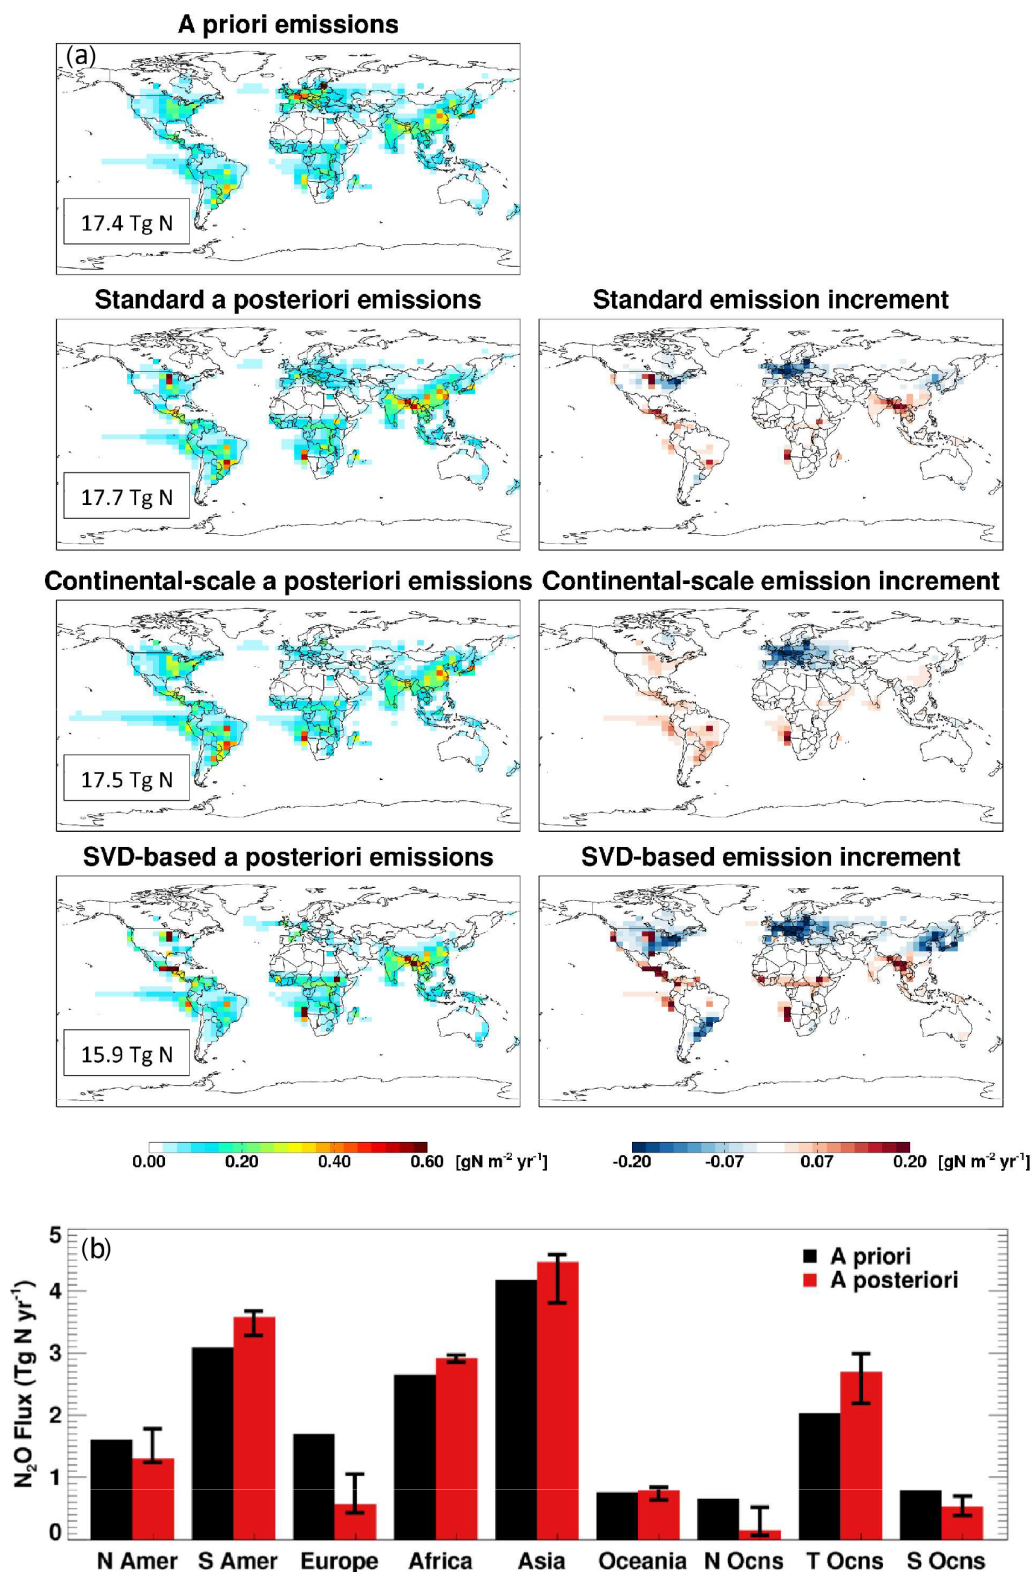 A priori emissions
(a)
17.4 Tg N
Standard a posteriori emissions
Standard emission increment
17.7 Tg N
Continental-scale a posteriori emissions
Continental-scale emission increment
17.5 Tg N
SVD-based a posteriori emissions
SVD-based emission increment
15.9 Tg N
0.00 0.20 0.40 0.60 [gN m⁻² yr⁻¹]
-0.20 -0.07 0.07 0.20 [gN m⁻² yr⁻¹]
(b)
A priori
A posteriori
N₂O Flux (Tg N yr⁻¹)
5
4
3
2
1
0
N Amer S Amer Europe Africa Asia Oceania N Ocns T Ocns S Ocns